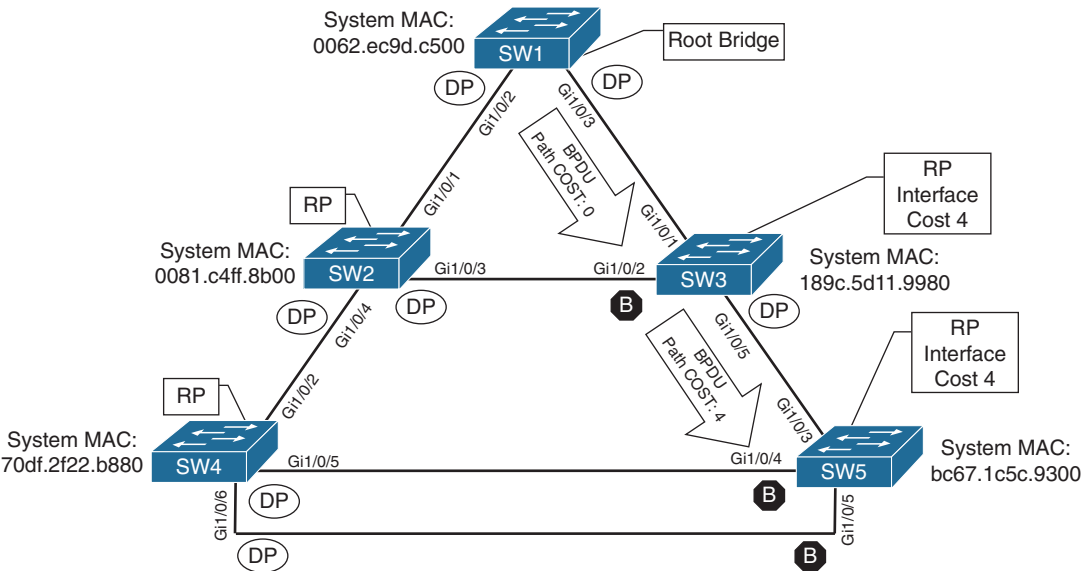 System MAC:
0062.ec9d.c500
SW1
Root Bridge
DP
DP
Gi1/0/2
Gi1/0/3
BPDU
Path COST: 0
RP
Interface
Cost 4
RP
Gi1/0/1
Gi1/0/1
System MAC:
0081.c4ff.8b00
SW2
Gi1/0/3
Gi1/0/2
SW3
System MAC:
189c.5d11.9980
DP
DP
B
DP
Gi1/0/4
Gi1/0/5
BPDU
Path COST: 4
RP
Interface
Cost 4
RP
Gi1/0/2
Gi1/0/3
System MAC:
70df.2f22.b880
SW4
Gi1/0/5
Gi1/0/4
SW5
System MAC:
bc67.1c5c.9300
DP
B
Gi1/0/6
Gi1/0/5
DP
B